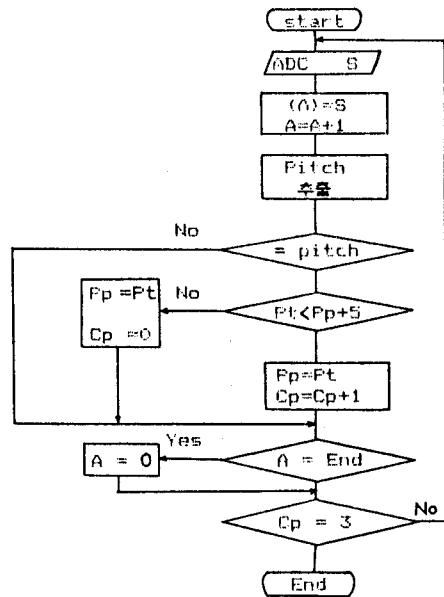 start
ADC S
(A)=S
A=A+1
Pitch
추출
No
= pitch
Pp =Pt
Cp =0
No
Pt<Pp+5
Pp=Pt
Cp=Cp+1
Yes
A = 0
A = End
Cp = 3
No
End